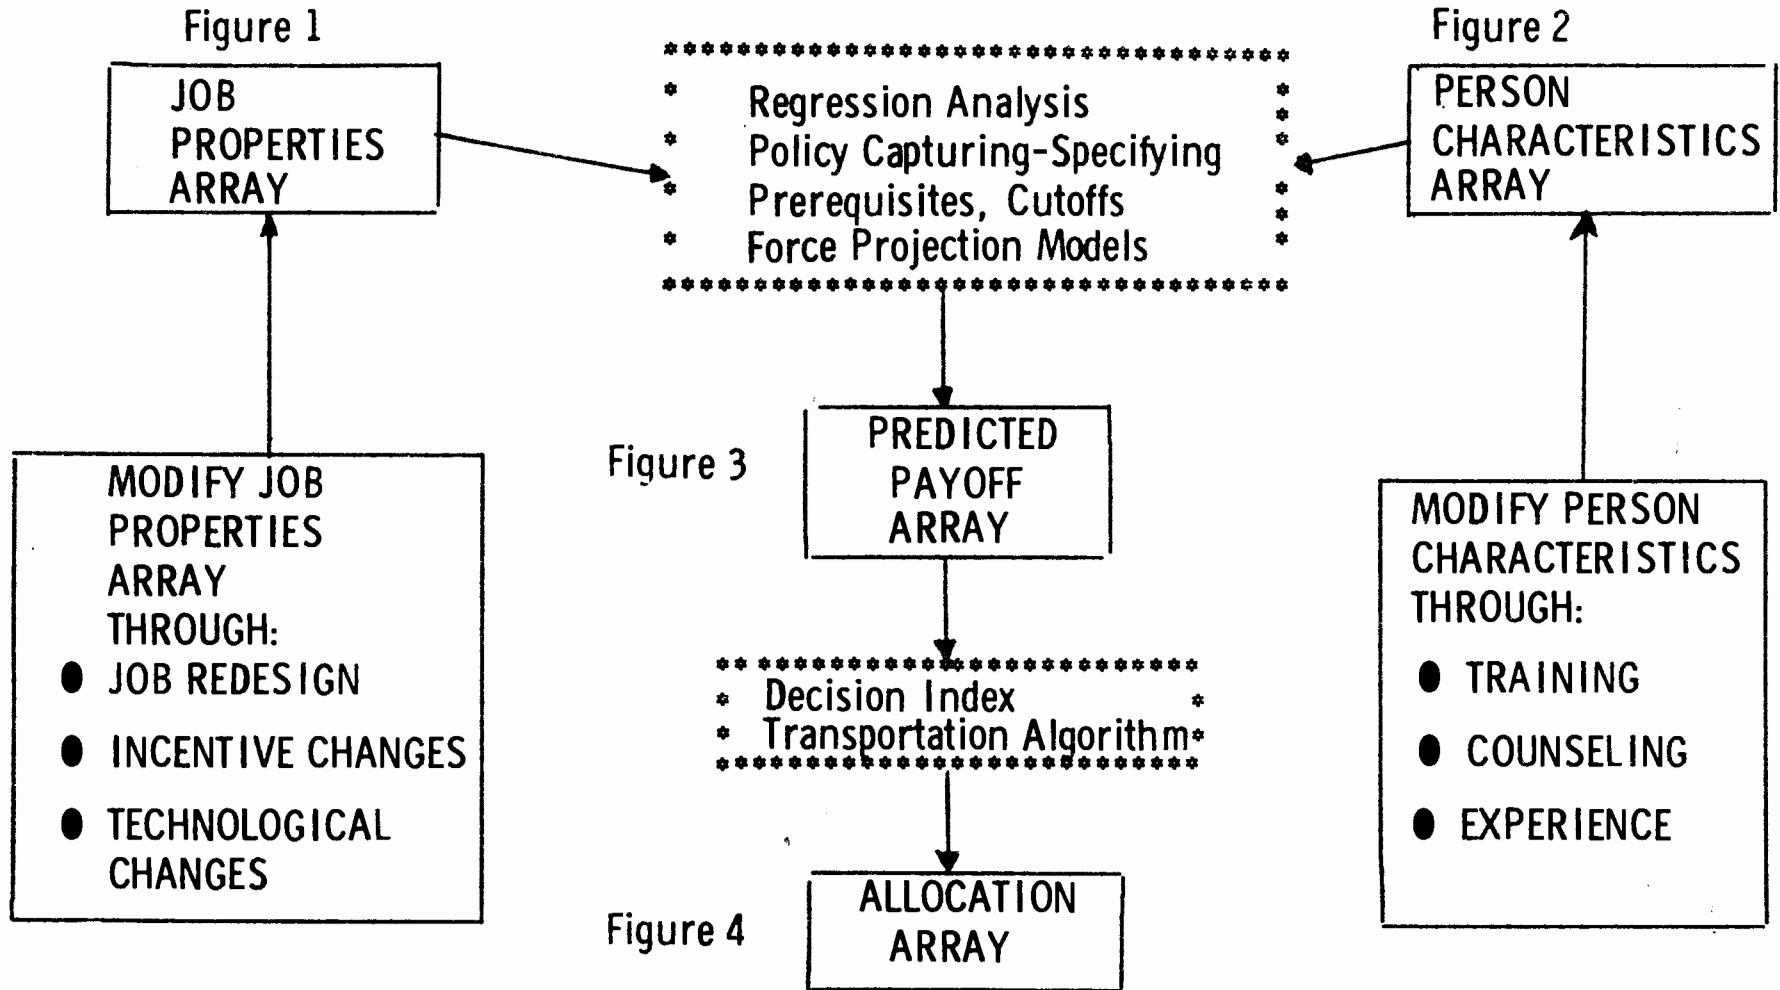 Figure 1
JOB
PROPERTIES
ARRAY
Regression Analysis
Policy Capturing-Specifying
Prerequisites, Cutoffs
Force Projection Models
Figure 2
PERSON
CHARACTERISTICS
ARRAY
MODIFY JOB
PROPERTIES
ARRAY
THROUGH:
● JOB REDESIGN
● INCENTIVE CHANGES
● TECHNOLOGICAL
CHANGES
Figure 3
PREDICTED
PAYOFF
ARRAY
MODIFY PERSON
CHARACTERISTICS
THROUGH:
● TRAINING
● COUNSELING
● EXPERIENCE
Decision Index
Transportation Algorithm
Figure 4
ALLOCATION
ARRAY